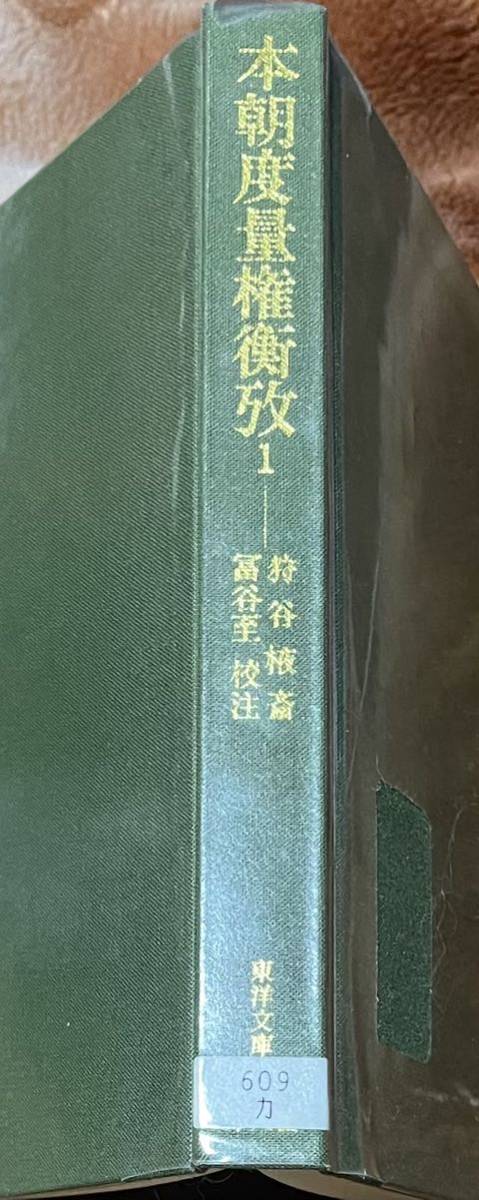 本朝度量権衡攷1
狩谷棭斎
冨谷至 校注
東洋文庫
609
カ